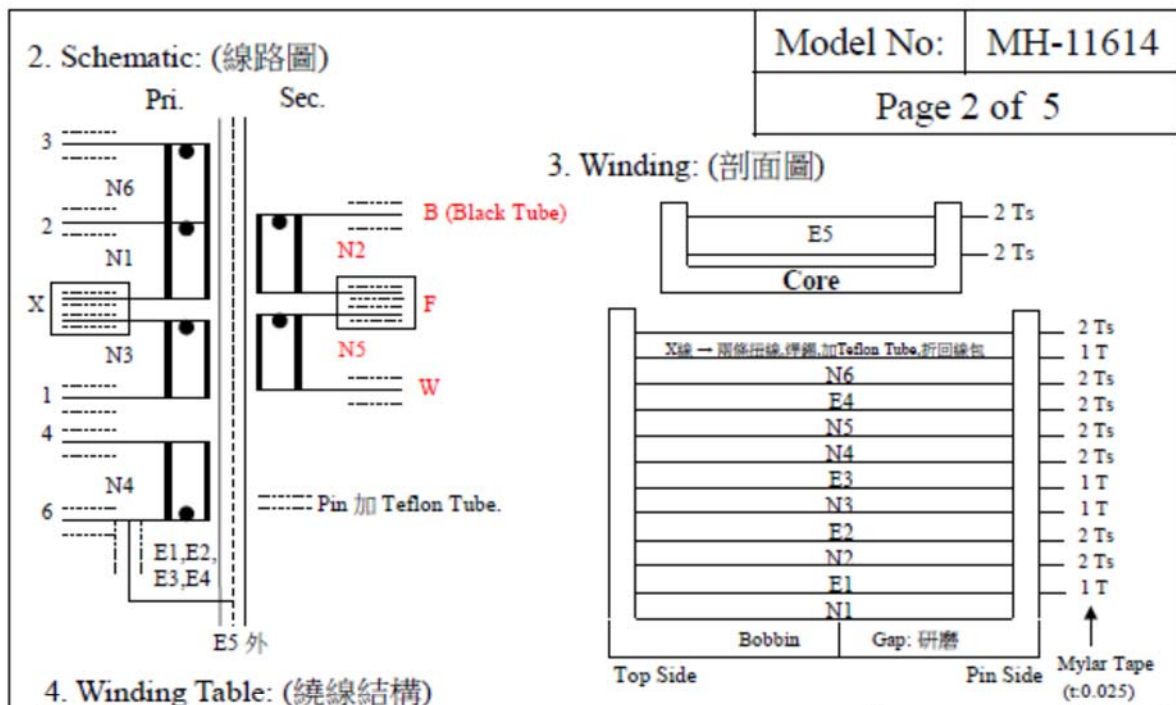 Model No: MH-11614
Page 2 of 5
2. Schematic: (線路圖)
Pri. Sec.
3
N6
2
N1
X
N3
1
4
N4
6
E1,E2,
E3,E4
E5 外
B (Black Tube)
N2
F
N5
W
Pin 加 Teflon Tube.
3. Winding: (剖面圖)
2 Ts
E5
2 Ts
Core
2 Ts
X線 → 兩條扭線,焊錫,加Teflon Tube,折回線包 1 T
N6 2 Ts
E4 2 Ts
N5 2 Ts
N4 2 Ts
E3 1 T
N3 1 T
E2 2 Ts
N2 2 Ts
E1 1 T
N1
Bobbin Gap: 研磨
Top Side Pin Side
Mylar Tape
(t:0.025)
4. Winding Table: (繞線結構)